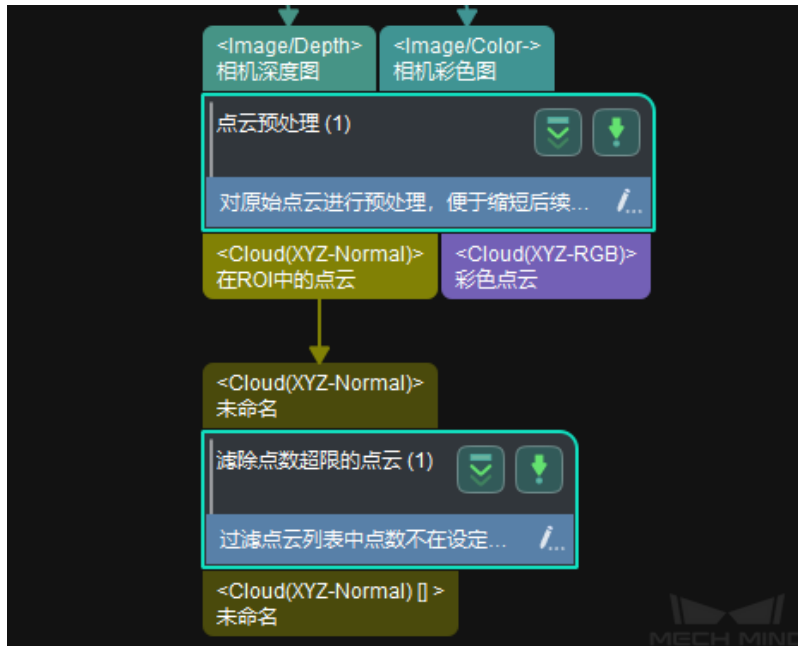 <Image/Depth>
相机深度图
<Image/Color->
相机彩色图
点云预处理 (1)
对原始点云进行预处理，便于缩短后续...
<Cloud(XYZ-Normal)>
在ROI中的点云
<Cloud(XYZ-RGB)>
彩色点云
<Cloud(XYZ-Normal)>
未命名
滤除点数超限的点云 (1)
过滤点云列表中点数不在设定...
<Cloud(XYZ-Normal) [] >
未命名
MECH MIND